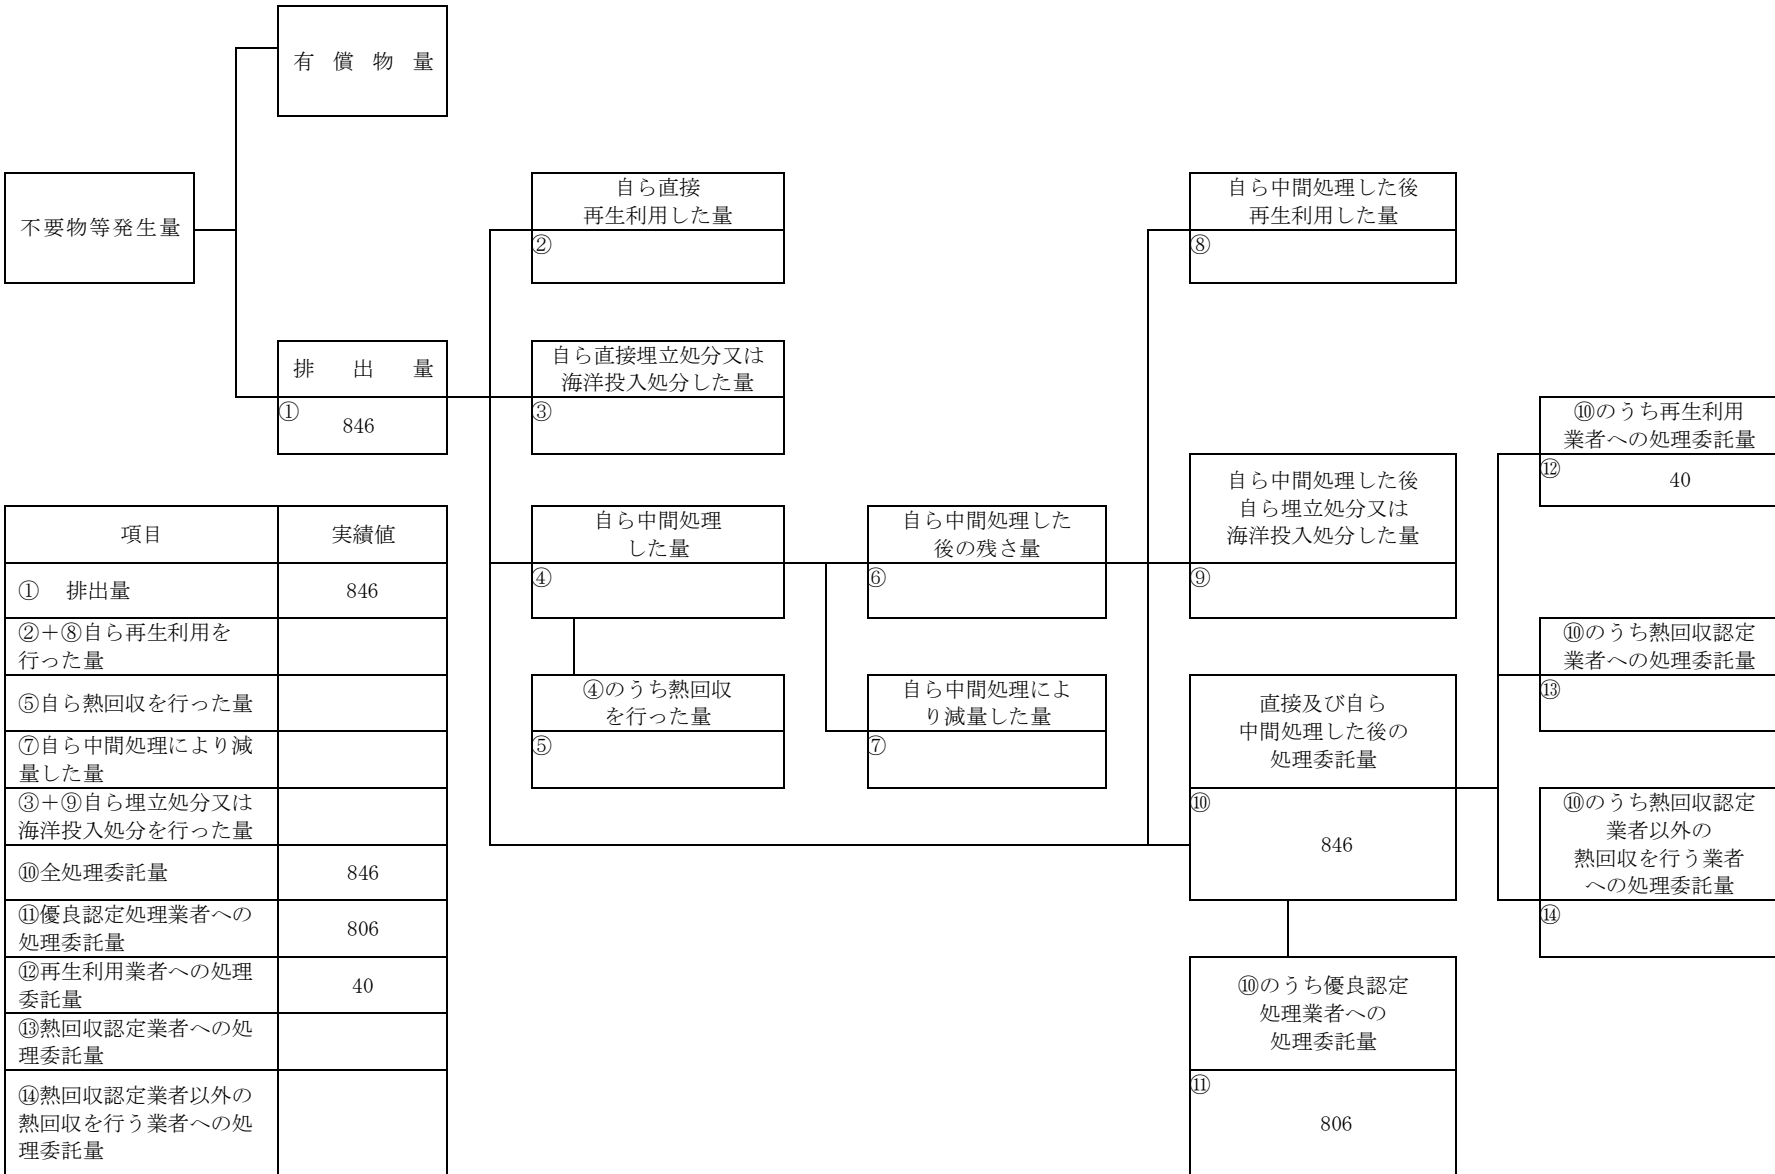 有償物量
不要物等発生量
自ら直接
再生利用した量
②
自ら中間処理した後
再生利用した量
⑧
排出量
①
846
自ら直接埋立処分又は
海洋投入処分した量
③
⑩のうち再生利用
業者への処理委託量
⑫
40
自ら中間処理
した量
④
自ら中間処理した
後の残さ量
⑥
自ら中間処理した後
自ら埋立処分又は
海洋投入処分した量
⑨
⑩のうち熱回収認定
業者への処理委託量
⑬
④のうち熱回収
を行った量
⑤
自ら中間処理によ
り減量した量
⑦
直接及び自ら
中間処理した後の
処理委託量
⑩
846
⑩のうち熱回収認定
業者以外の
熱回収を行う業者
への処理委託量
⑭
⑩のうち優良認定
処理業者への
処理委託量
⑪
806
項目 実績値
① 排出量 846
②＋⑧自ら再生利用を
行った量
⑤自ら熱回収を行った量
⑦自ら中間処理により減
量した量
③＋⑨自ら埋立処分又は
海洋投入処分を行った量
⑩全処理委託量 846
⑪優良認定処理業者への
処理委託量 806
⑫再生利用業者への処理
委託量 40
⑬熱回収認定業者への処
理委託量
⑭熱回収認定業者以外の
熱回収を行う業者への処
理委託量